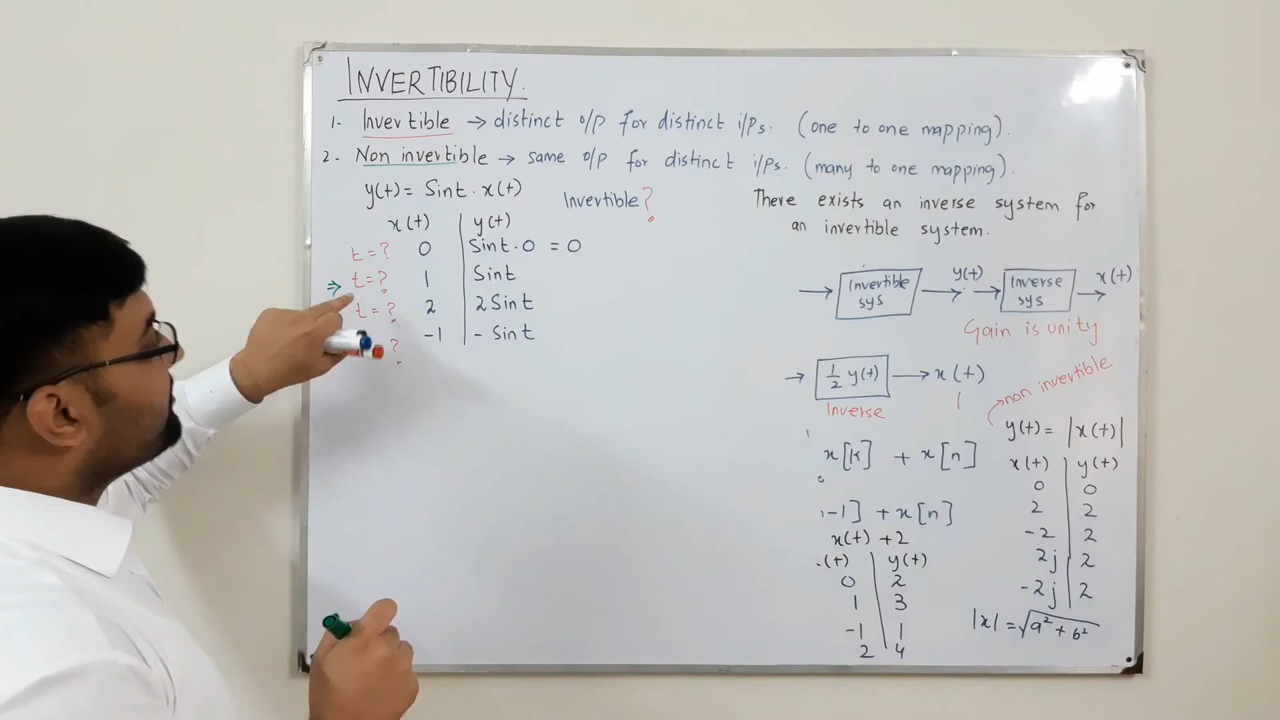 INVERTIBILITY.
1- Invertible → distinct o/p for distinct i/ps. (one to one mapping).
2- Non invertible → same o/p for distinct i/ps. (many to one mapping).
y(t) = Sint · x(t)
Invertible?
x(t) | y(t)
t = ? 0 | Sint · 0 = 0
⇒ t = ? 1 | Sint
t = ? 2 | 2 Sint
? -1 | - Sint
There exists an inverse system for
an invertible system.
→ Invertible sys → y(t) → Inverse sys → x(t)
Gain is unity
→ 1/2 y(t) → x(t)
Inverse
x[k] + x[n]
-1] + x[n]
x(t) + 2
(t) | y(t)
0 | 2
1 | 3
-1 | 1
2 | 4
non invertible
y(t) = |x(t)|
x(t) | y(t)
0 | 0
2 | 2
-2 | 2
2j | 2
-2j | 2
|x| = √a² + b²